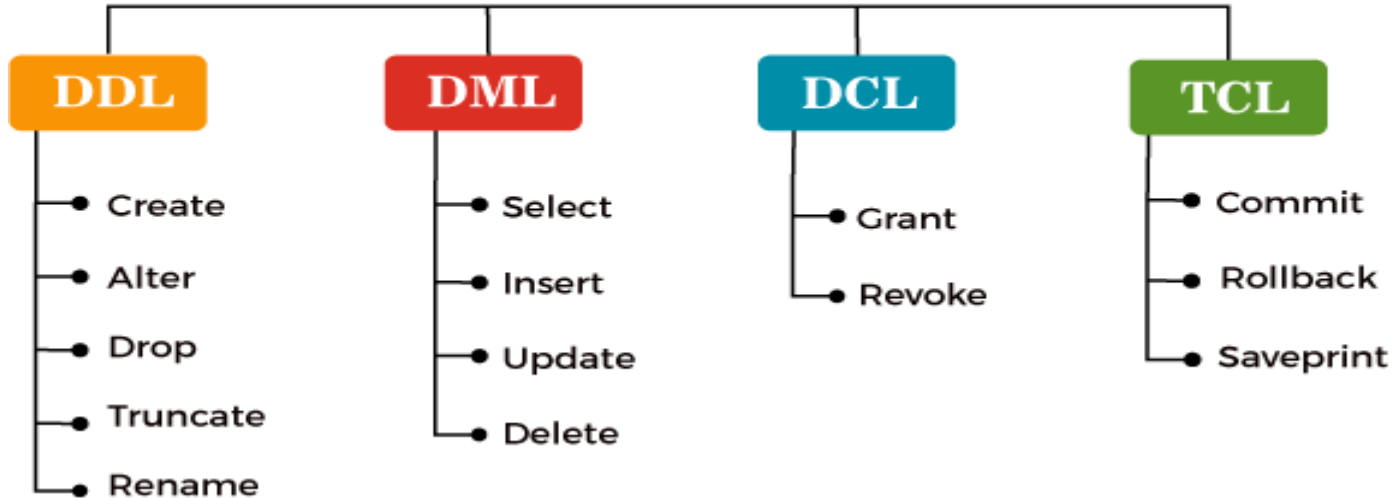 DDL
Create
Alter
Drop
Truncate
Rename
DML
Select
Insert
Update
Delete
DCL
Grant
Revoke
TCL
Commit
Rollback
Saveprint